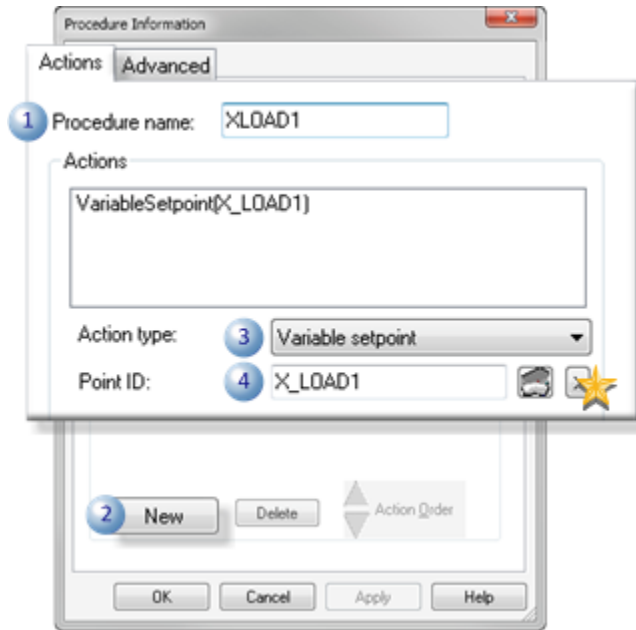 Procedure Information
Actions Advanced
1 Procedure name: XLOAD1
Actions
VariableSetpoint(X_LOAD1)
Action type: 3 Variable setpoint
Point ID: 4 X_LOAD1
2 New Delete Action Order
OK Cancel Apply Help